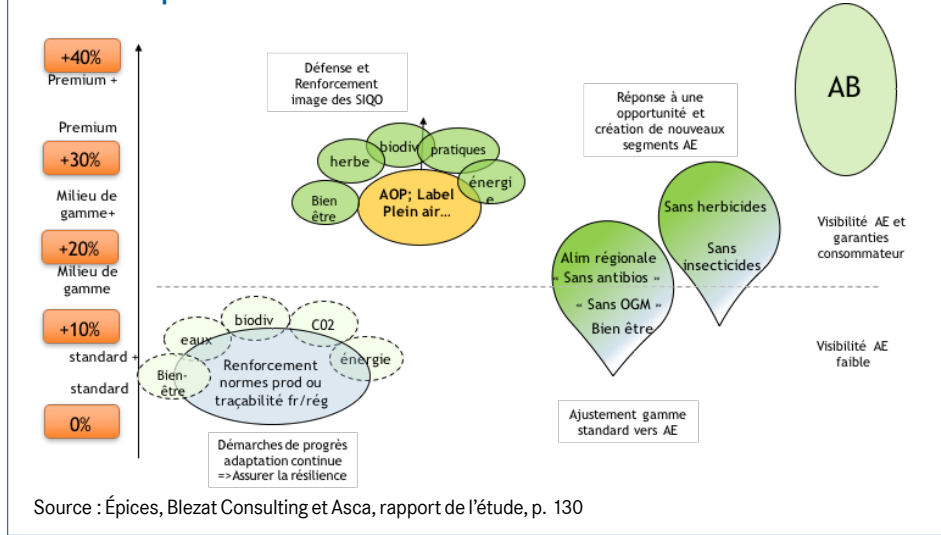 +40%
Premium +
Premium
+30%
Milieu de
gamme+
+20%
Milieu de
gamme
+10%
standard +
standard
0%
Défense et
Renforcement
image des SIQO
Bien
être
herbe
biodiv
pratiques
énergi
e
AOP; Label
Plein air…
Bien-
être
eaux
biodiv
C02
énergie
Renforcement
normes prod ou
traçabilité fr/rég
Démarches de progrès
adaptation continue
=>Assurer la résilience
Réponse à une
opportunité et
création de nouveaux
segments AE
Alim régionale
« Sans antibios »
« Sans OGM »
Bien être
Sans herbicides
Sans
insecticides
Ajustement gamme
standard vers AE
AB
Visibilité AE et
garanties
consommateur
Visibilité AE
faible
Source : Épices, Blezat Consulting et Asca, rapport de l’étude, p. 130